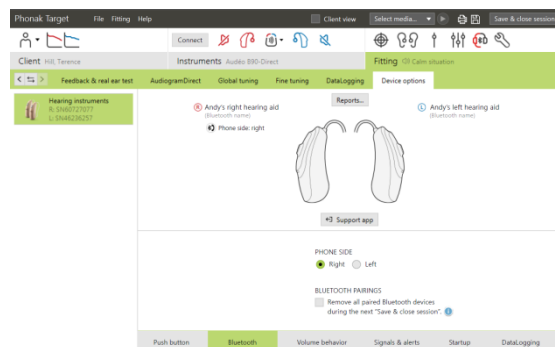 Phonak Target File Fitting Help Client view Select media... Save & close session
Connect
Client Hill, Terence Instruments Audéo B90-Direct Fitting Calm situation
Feedback & real ear test AudiogramDirect Global tuning Fine tuning DataLogging Device options
Hearing instruments
R: SN60727077
L: SN46236257
R Andy's right hearing aid
(Bluetooth name)
Phone side: right
Reports...
L Andy's left hearing aid
(Bluetooth name)
Support app
PHONE SIDE
Right Left
BLUETOOTH PAIRINGS
Remove all paired Bluetooth devices
during the next "Save & close session".
Push button Bluetooth Volume behavior Signals & alerts Startup DataLogging